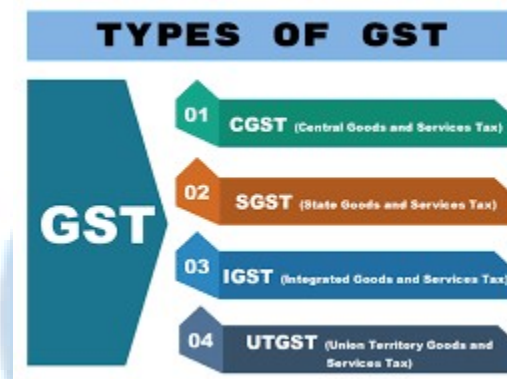 TYPES OF GST
GST
01
CGST (Central Goods and Services Tax)
02
SGST (State Goods and Services Tax)
03
IGST (Integrated Goods and Services Tax)
04
UTGST (Union Territory Goods and
Services Tax)